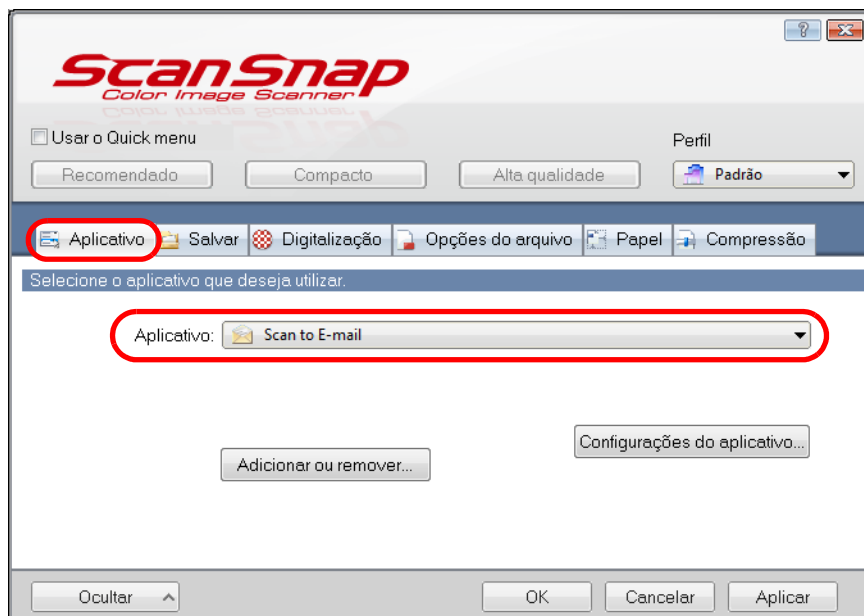 ScanSnap
Color Image Scanner
Usar o Quick menu
Perfil
Recomendado Compacto Alta qualidade Padrão
Aplicativo Salvar Digitalização Opções do arquivo Papel Compressão
Selecione o aplicativo que deseja utilizar.
Aplicativo: Scan to E-mail
Configurações do aplicativo...
Adicionar ou remover...
Ocultar OK Cancelar Aplicar